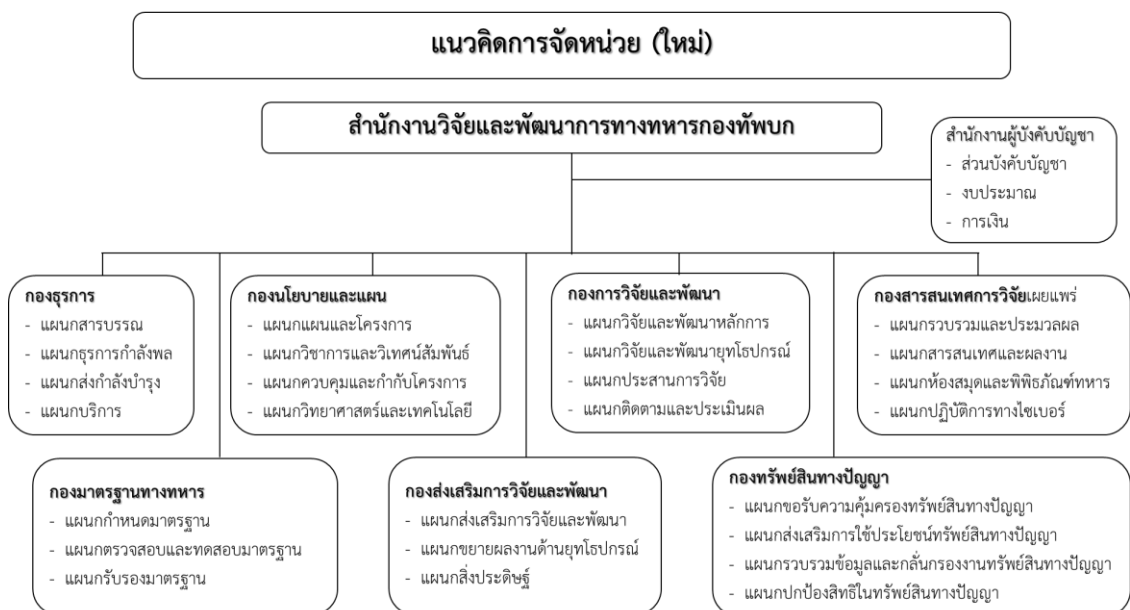 แนวคิดการจัดหน่วย (ใหม่)
สำนักงานวิจัยและพัฒนาการทางทหารกองทัพบก
สำนักงานผู้บังคับบัญชา
- ส่วนบังคับบัญชา
- งบประมาณ
- การเงิน
กองธุรการ
- แผนกสารบรรณ
- แผนกธุรการกำลังพล
- แผนกส่งกำลังบำรุง
- แผนกบริการ
กองนโยบายและแผน
- แผนกแผนและโครงการ
- แผนกวิชาการและวิเทศน์สัมพันธ์
- แผนกควบคุมและกำกับโครงการ
- แผนกวิทยาศาสตร์และเทคโนโลยี
กองการวิจัยและพัฒนา
- แผนกวิจัยและพัฒนาหลักการ
- แผนกวิจัยและพัฒนายุทโธปกรณ์
- แผนกประสานการวิจัย
- แผนกติดตามและประเมินผล
กองสารสนเทศการวิจัยเผยแพร่
- แผนกรวบรวมและประมวลผล
- แผนกสารสนเทศและผลงาน
- แผนกห้องสมุดและพิพิธภัณฑ์ทหาร
- แผนกปฏิบัติการทางไซเบอร์
กองมาตรฐานทางทหาร
- แผนกกำหนดมาตรฐาน
- แผนกตรวจสอบและทดสอบมาตรฐาน
- แผนกรับรองมาตรฐาน
กองส่งเสริมการวิจัยและพัฒนา
- แผนกส่งเสริมการวิจัยและพัฒนา
- แผนกขยายผลงานด้านยุทโธปกรณ์
- แผนกสิ่งประดิษฐ์
กองทรัพย์สินทางปัญญา
- แผนกขอรับความคุ้มครองทรัพย์สินทางปัญญา
- แผนกส่งเสริมการใช้ประโยชน์ทรัพย์สินทางปัญญา
- แผนกรวบรวมข้อมูลและกลั่นกรองงานทรัพย์สินทางปัญญา
- แผนกปกป้องสิทธิในทรัพย์สินทางปัญญา